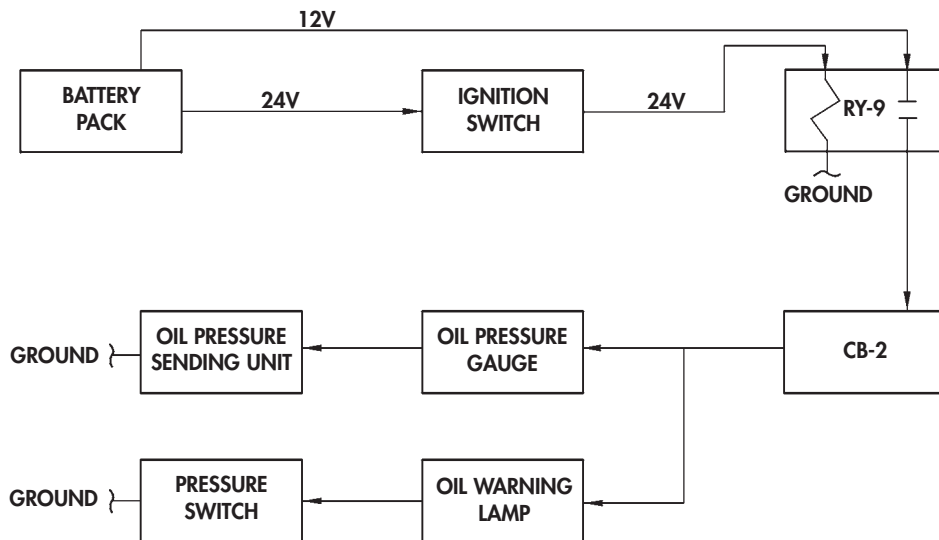 12V
BATTERY
PACK
24V
IGNITION
SWITCH
24V
RY-9
GROUND
GROUND
OIL PRESSURE
SENDING UNIT
OIL PRESSURE
GAUGE
CB-2
GROUND
PRESSURE
SWITCH
OIL WARNING
LAMP